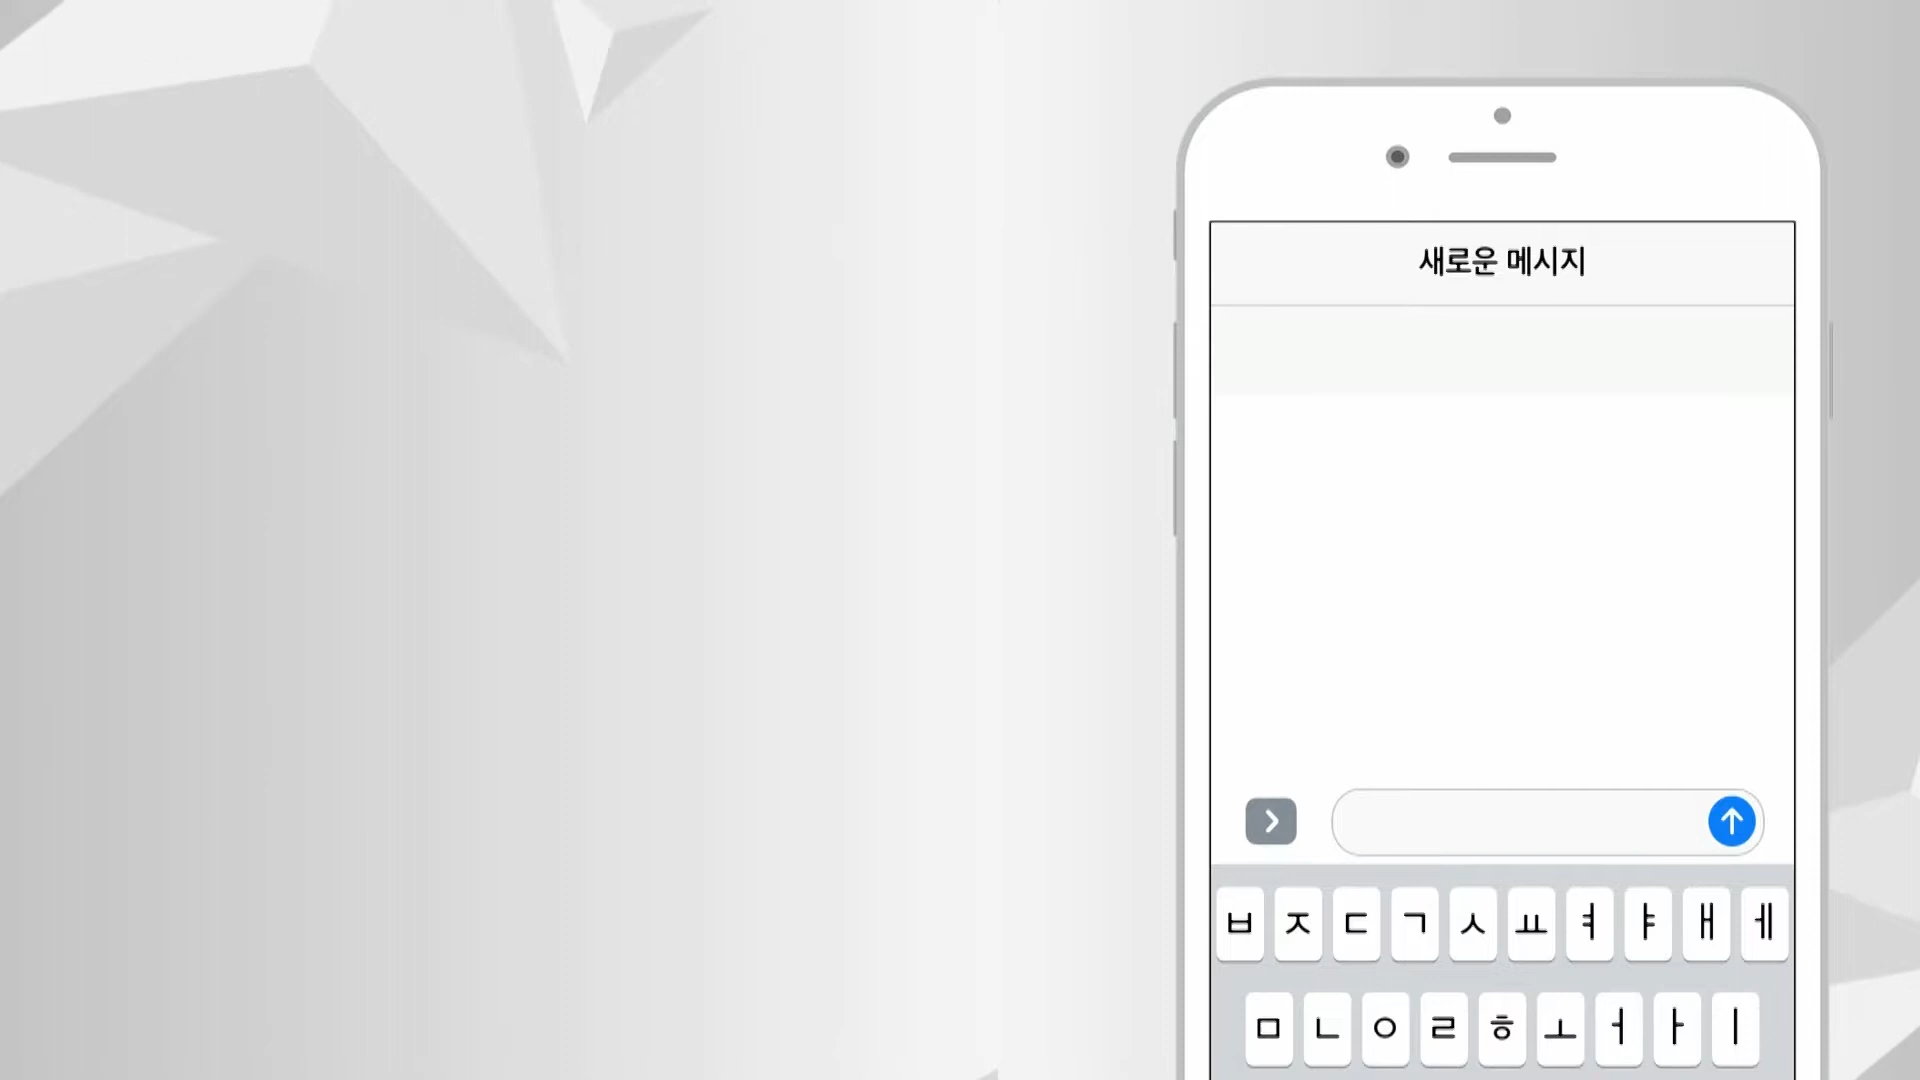 새로운 메시지
ㅂ ㅈ ㄷ ㄱ ㅅ ㅛ ㅕ ㅑ ㅐ ㅔ
ㅁ ㄴ ㅇ ㄹ ㅎ ㅗ ㅓ ㅏ ㅣ